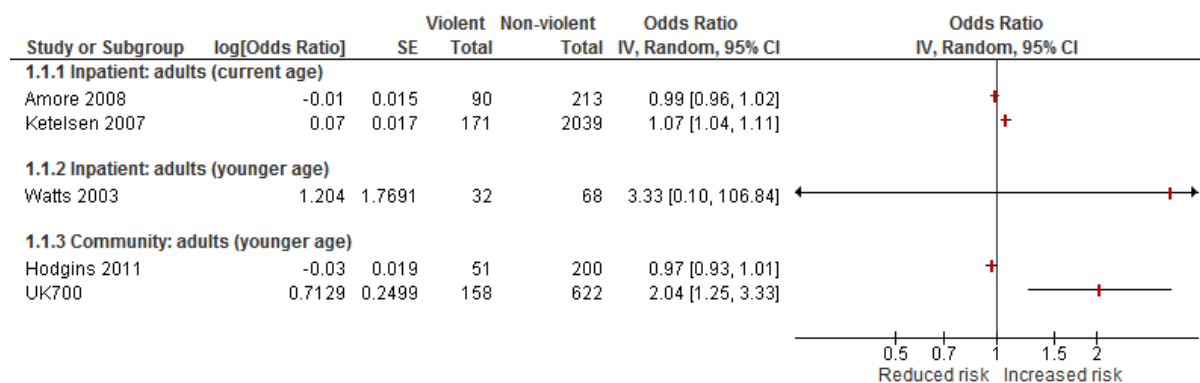 Violent Non-violent Odds Ratio Odds Ratio
Study or Subgroup log[Odds Ratio] SE Total Total IV, Random, 95% CI IV, Random, 95% CI
1.1.1 Inpatient: adults (current age)
Amore 2008 -0.01 0.015 90 213 0.99 [0.96, 1.02]
Ketelsen 2007 0.07 0.017 171 2039 1.07 [1.04, 1.11]
1.1.2 Inpatient: adults (younger age)
Watts 2003 1.204 1.7691 32 68 3.33 [0.10, 106.84]
1.1.3 Community: adults (younger age)
Hodgins 2011 -0.03 0.019 51 200 0.97 [0.93, 1.01]
UK700 0.7129 0.2499 158 622 2.04 [1.25, 3.33]
0.5 0.7 1 1.5 2
Reduced risk Increased risk